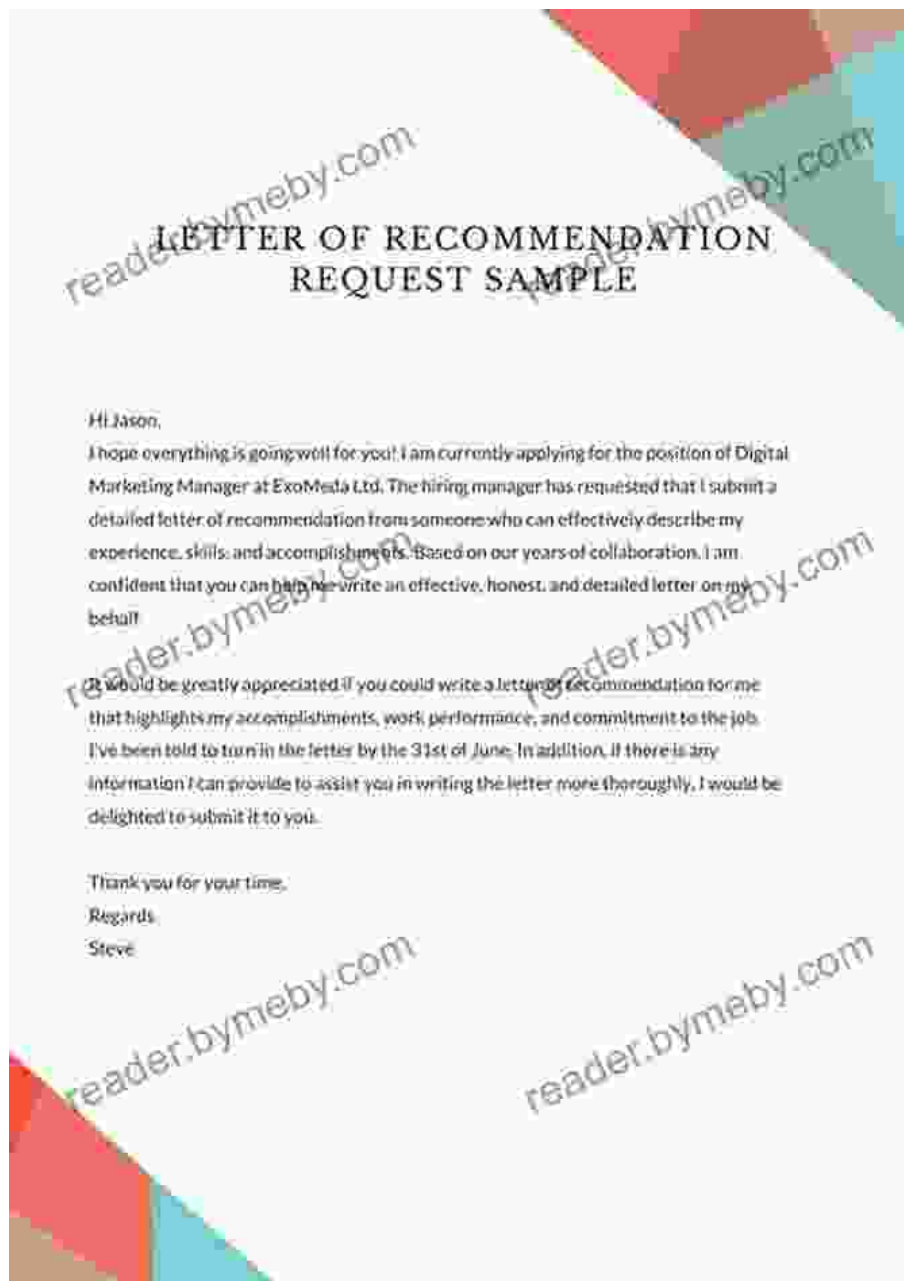 reader.bymeby.com
reader.bymeby.com
LETTER OF RECOMMENDATION
REQUEST SAMPLE
Hi Jason,
I hope everything is going well for you! I am currently applying for the position of Digital
Marketing Manager at ExoMeda Ltd. The hiring manager has requested that I submit a
detailed letter of recommendation from someone who can effectively describe my
experience, skills, and accomplishments. Based on our years of collaboration, I am
confident that you can help me write an effective, honest, and detailed letter on my
behalf.
reader.bymeby.com
reader.bymeby.com
It would be greatly appreciated if you could write a letter of recommendation for me
that highlights my accomplishments, work performance, and commitment to the job.
I've been told to turn in the letter by the 31st of June. In addition, if there is any
information I can provide to assist you in writing the letter more thoroughly, I would be
delighted to submit it to you.
Thank you for your time,
Regards
Steve
reader.bymeby.com
reader.bymeby.com